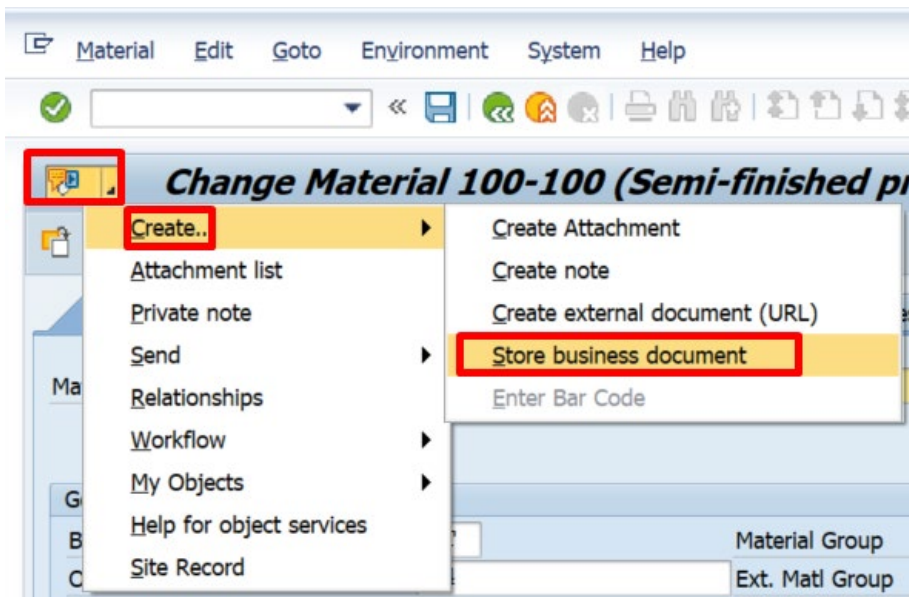 Material Edit Goto Environment System Help
Change Material 100-100 (Semi-finished pr
Create..
Attachment list
Private note
Send
Relationships
Workflow
My Objects
Help for object services
Site Record
Create Attachment
Create note
Create external document (URL)
Store business document
Enter Bar Code
Ma
G
B
Material Group
C
Ext. Matl Group